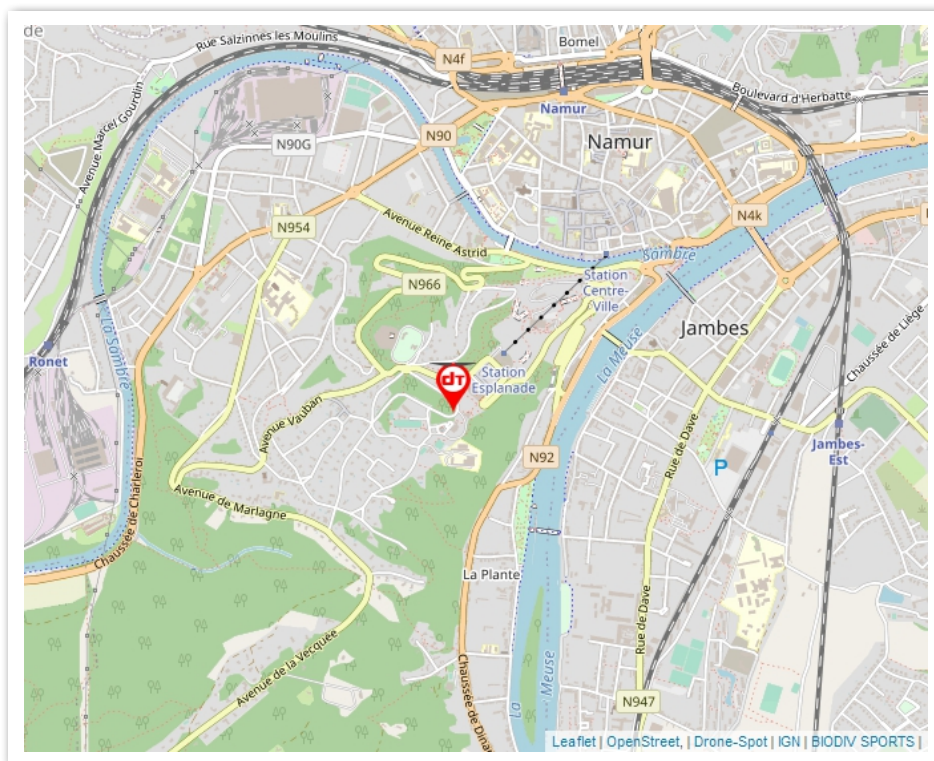 de
Rue Salzinnes les Moulins
Bomel
N4f
Boulevard d'Herbatte
Namur
Avenue Marcel Gourdin
N90
N90G
Namur
N4k
Avenue Reine Astrid
N954
Sambre
Station
Centre-
Ville
N966
Jambes
La Meuse
Chaussée de Liège
La Sambre
Ronet
dT
Station
Esplanade
Avenue Vauban
Rue de Dave
Jambes-
Est
N92
P
Avenue de Marlagne
Chaussée de Charleroi
La Plante
Rue de Dave
Avenue de la Vecquée
Chaussée de Dina
La Meuse
N947
Leaflet | OpenStreet, | Drone-Spot | IGN | BIODIV SPORTS |